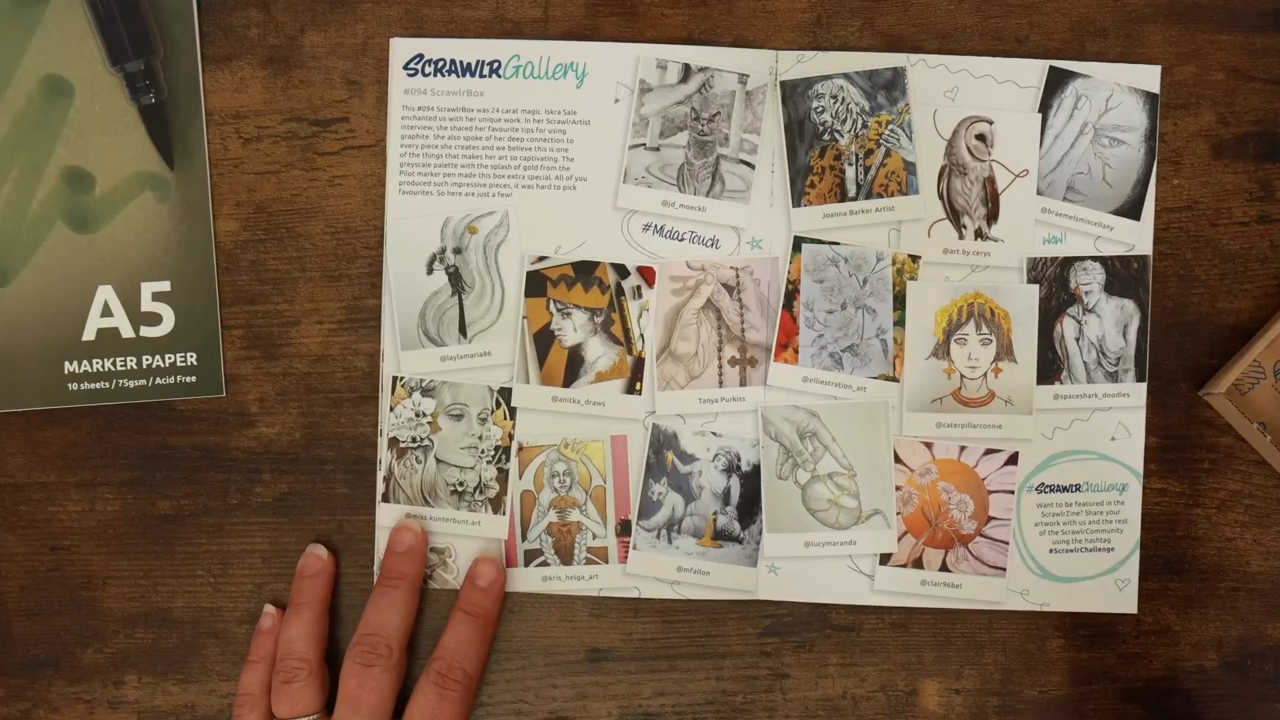 A5
MARKER PAPER
10 sheets / 75gsm / Acid Free
SCRAWLRGallery
#094 ScrawlrBox
This #094 ScrawlrBox was 24 carat magic. Iskra Sale
enchanted us with her unique work. In her ScrawlrArtist
interview, she shared her favourite tips for using
graphite. She also spoke of her deep connection to
every piece she creates and we believe this is one
of the things that makes her art so captivating. The
greyscale palette with the splash of gold from the
Pilot marker pen made this box extra special. All of you
produced such impressive pieces, it was hard to pick
favourites. So here are just a few!
@jd_moeckli
#MidasTouch
@laylamaria86
@anitka_draws
Tanya Purkiss
@miss.kunterbunt.art
@kris_helga_art
@mfallon
Joanna Barker Artist
@art.by.cerys
@braemelsmiscellany
WOW!
@elliestration_art
@caterpillarconnie
@spaceshark_doodles
@lucymaranda
@clair96bel
#SCRAWLRChallenge
Want to be featured in the
ScrawlrZine? Share your
artwork with us and the rest
of the ScrawlrCommunity
using the hashtag
#ScrawlrChallenge